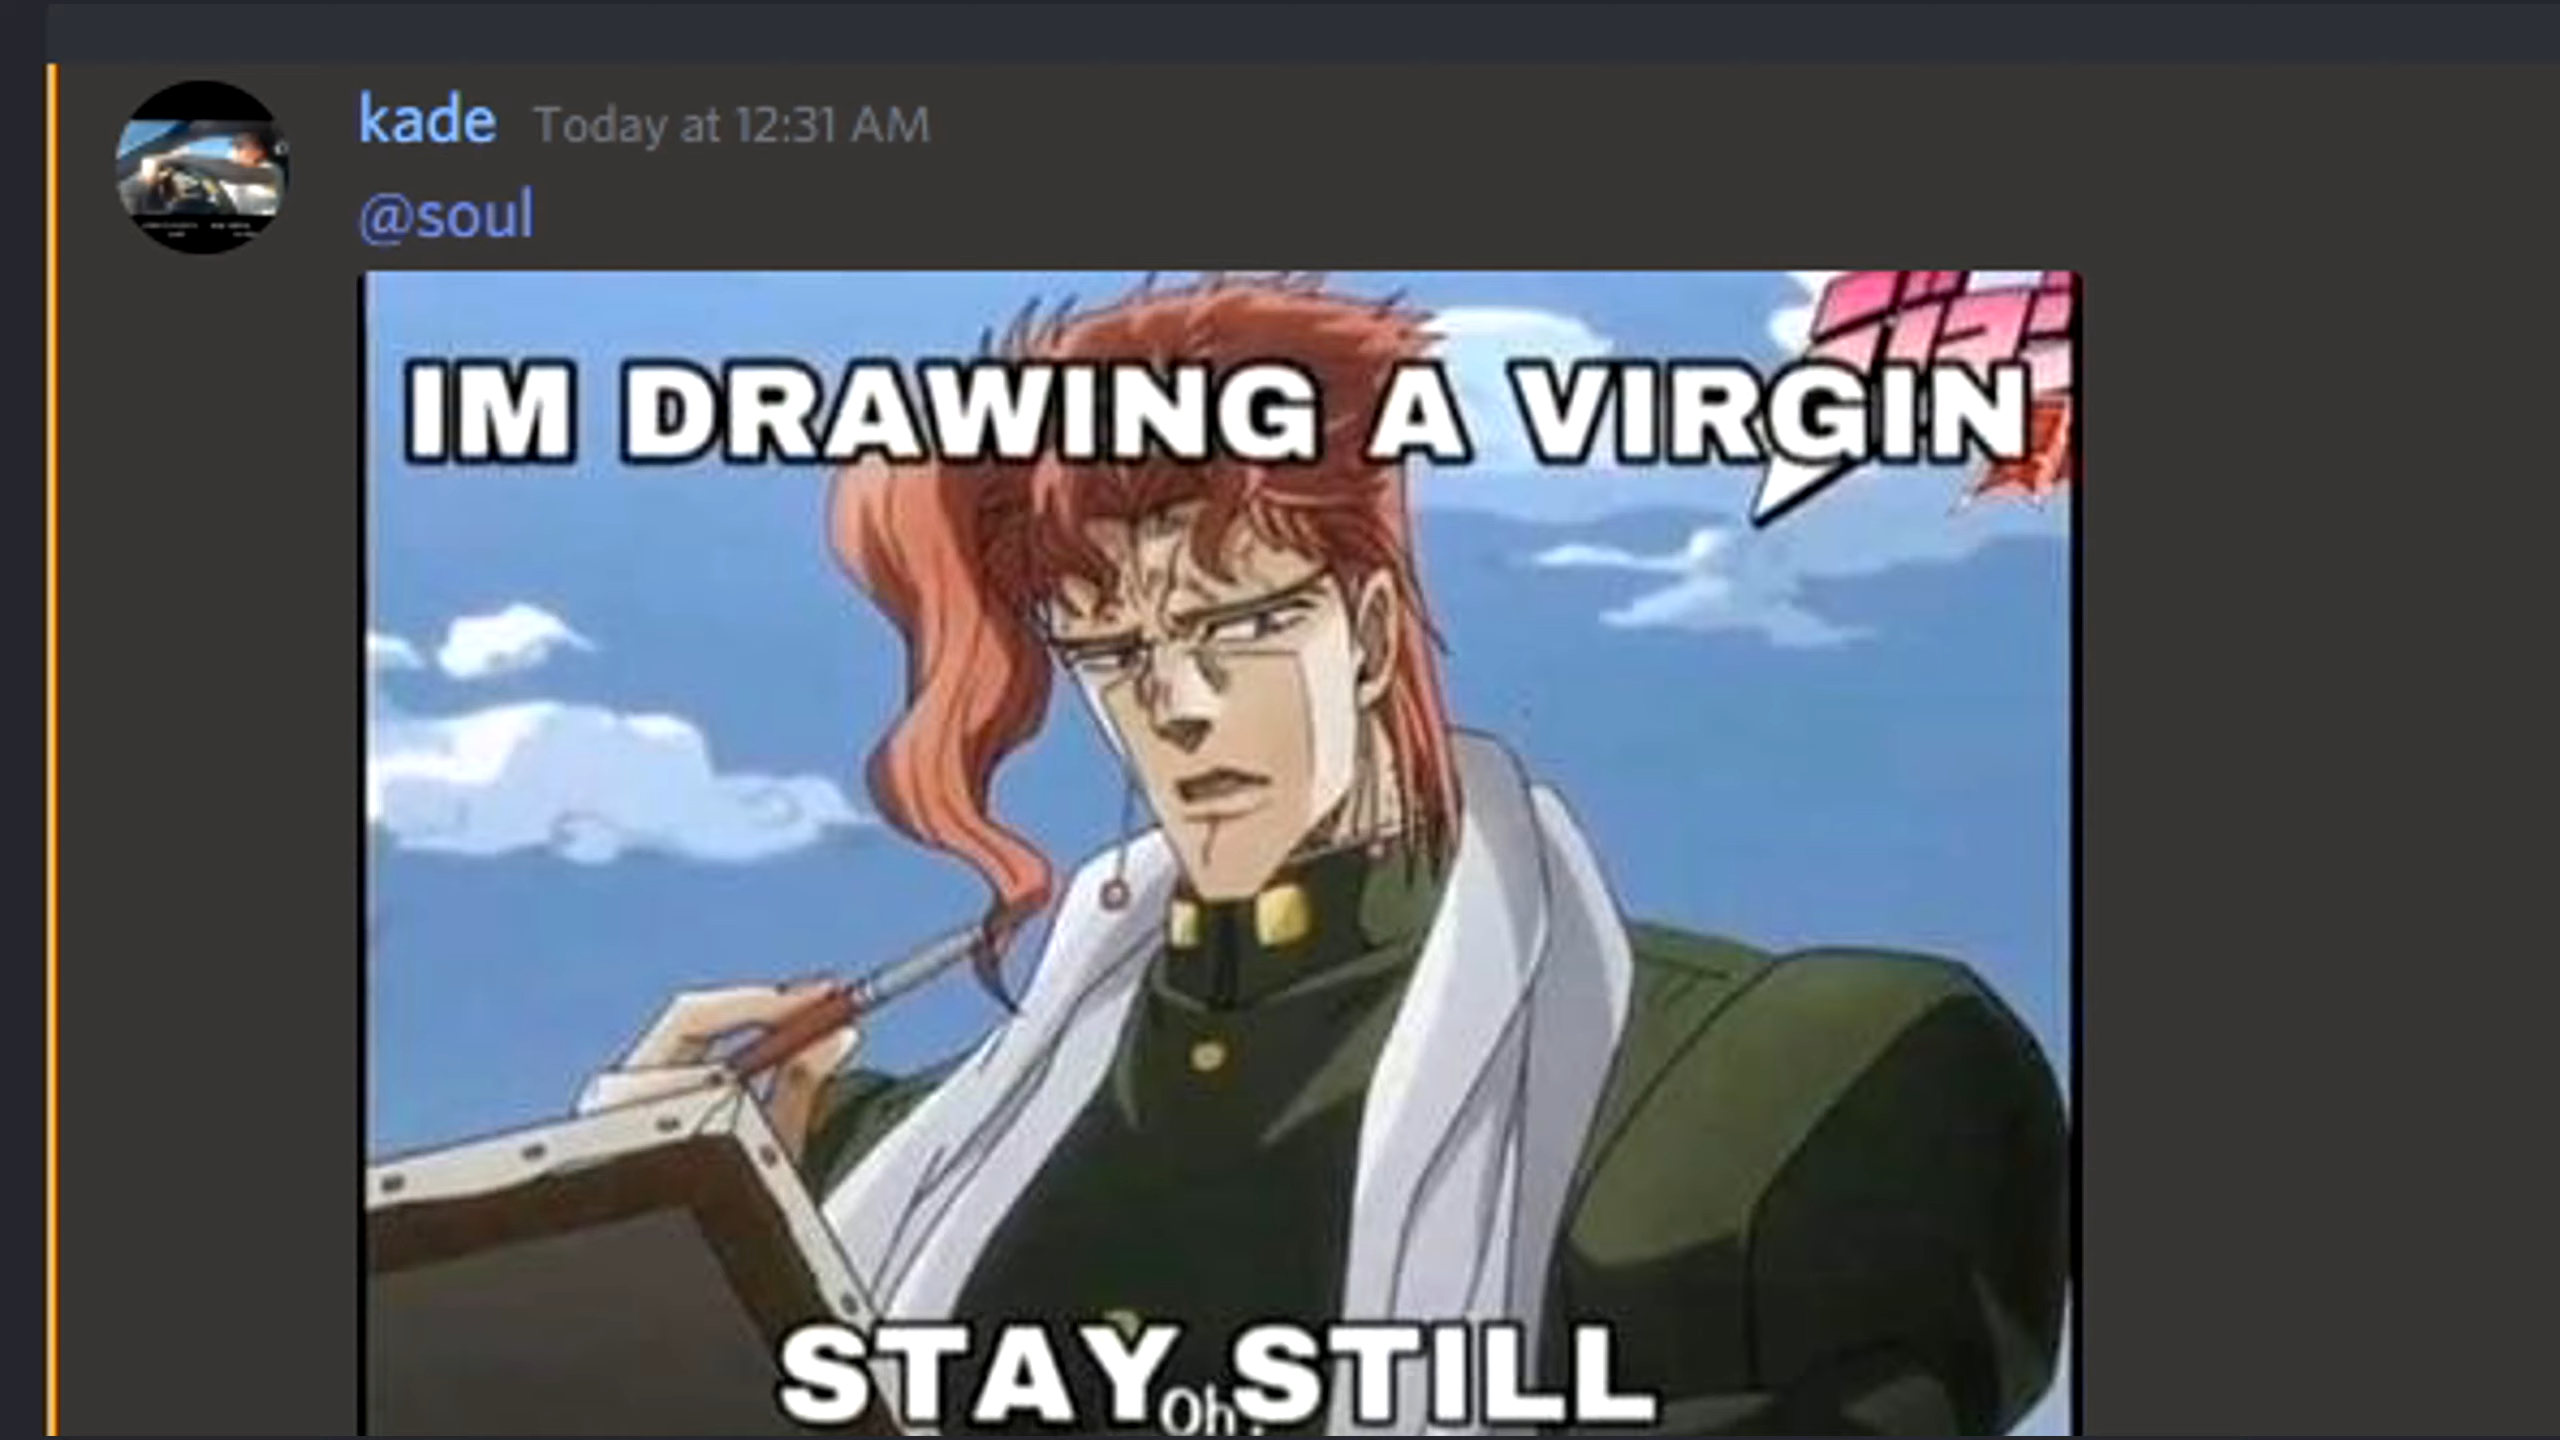 kade Today at 12:31 AM
@soul
IM DRAWING A VIRGIN
STAY STILL
Oh?